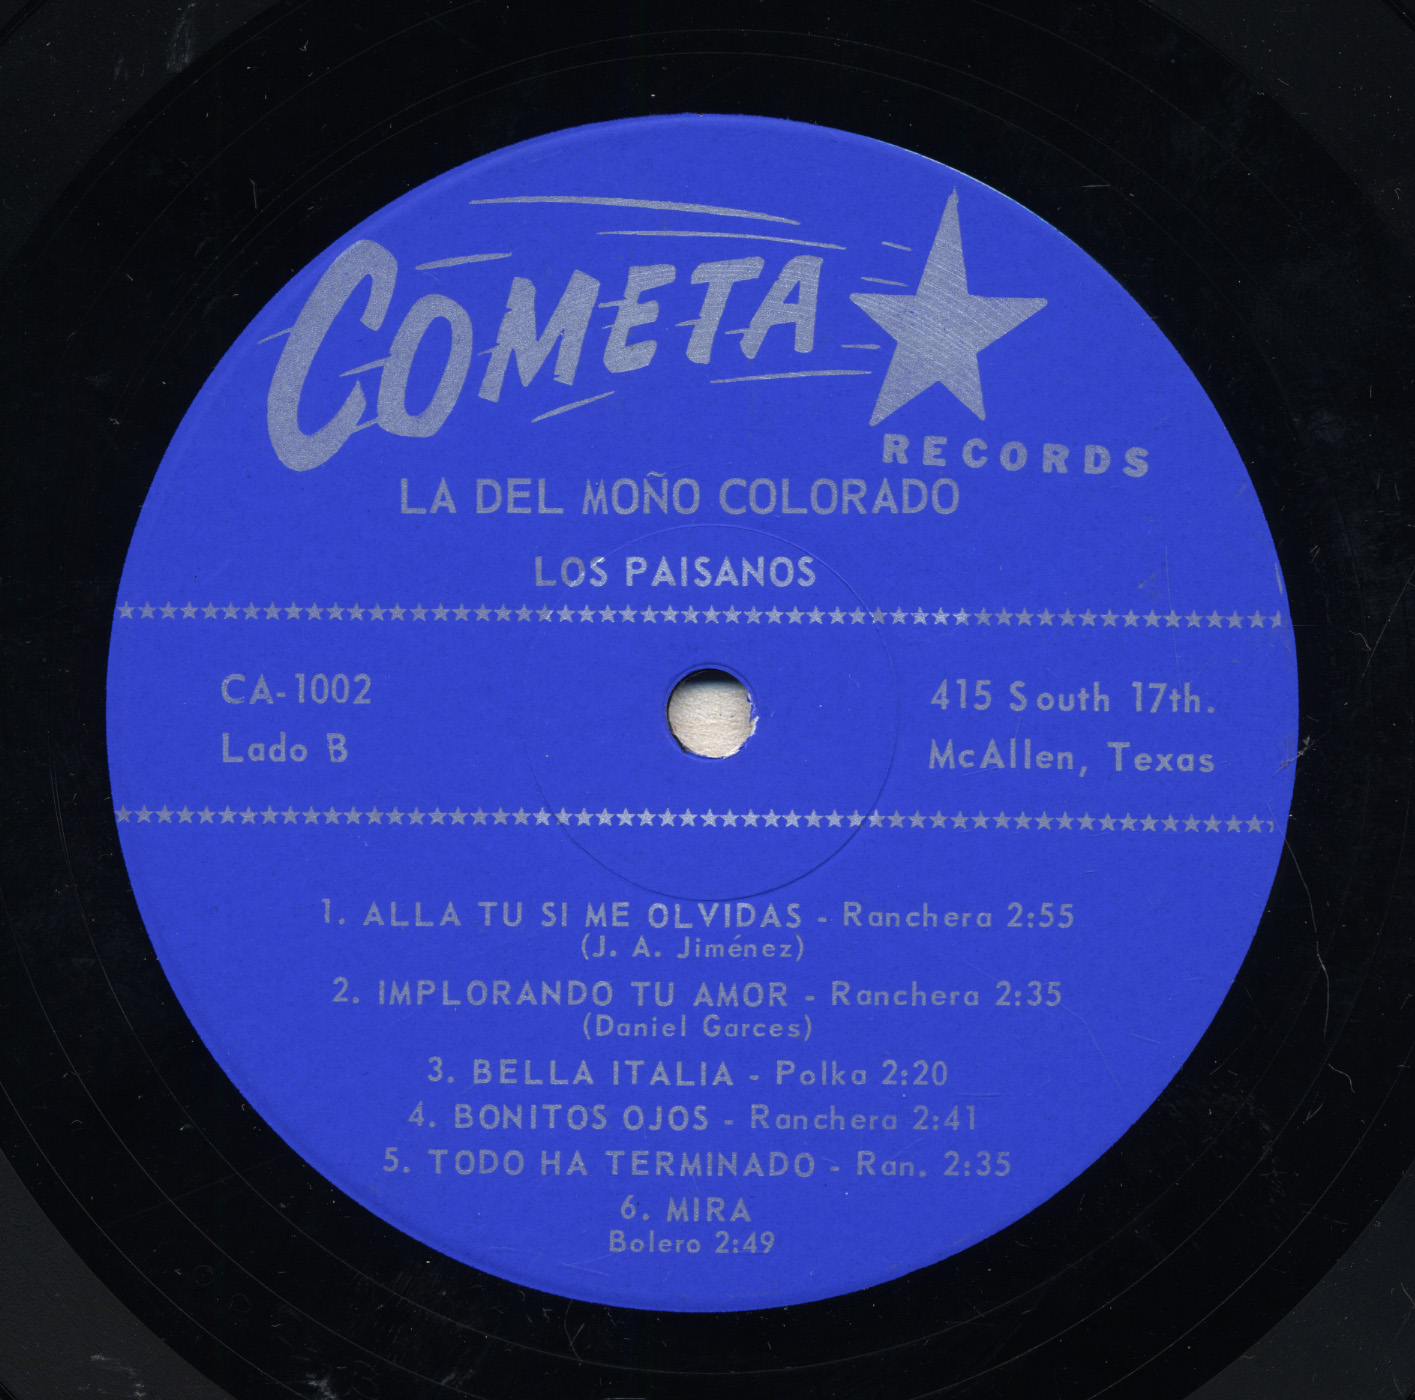 COMETA
RECORDS
LA DEL MOÑO COLORADO
LOS PAISANOS
CA-1002
Lado B
415 South 17th.
McAllen, Texas
1. ALLA TU SI ME OLVIDAS - Ranchera 2:55
(J. A. Jiménez)
2. IMPLORANDO TU AMOR - Ranchera 2:35
(Daniel Garces)
3. BELLA ITALIA - Polka 2:20
4. BONITOS OJOS - Ranchera 2:41
5. TODO HA TERMINADO - Ran. 2:35
6. MIRA
Bolero 2:49